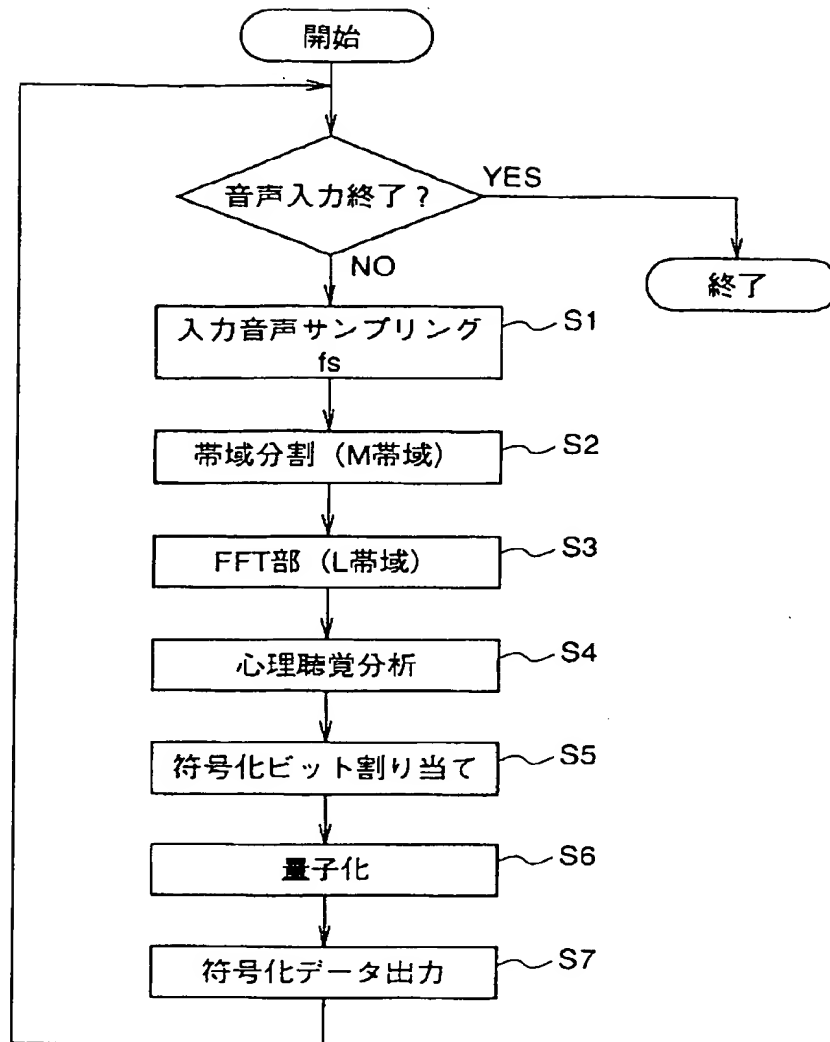 開始
音声入力終了?
YES
NO
終了
入力音声サンプリング
fs
S1
帯域分割 (M帯域)
S2
FFT部 (L帯域)
S3
心理聴覚分析
S4
符号化ビット割り当て
S5
量子化
S6
符号化データ出力
S7